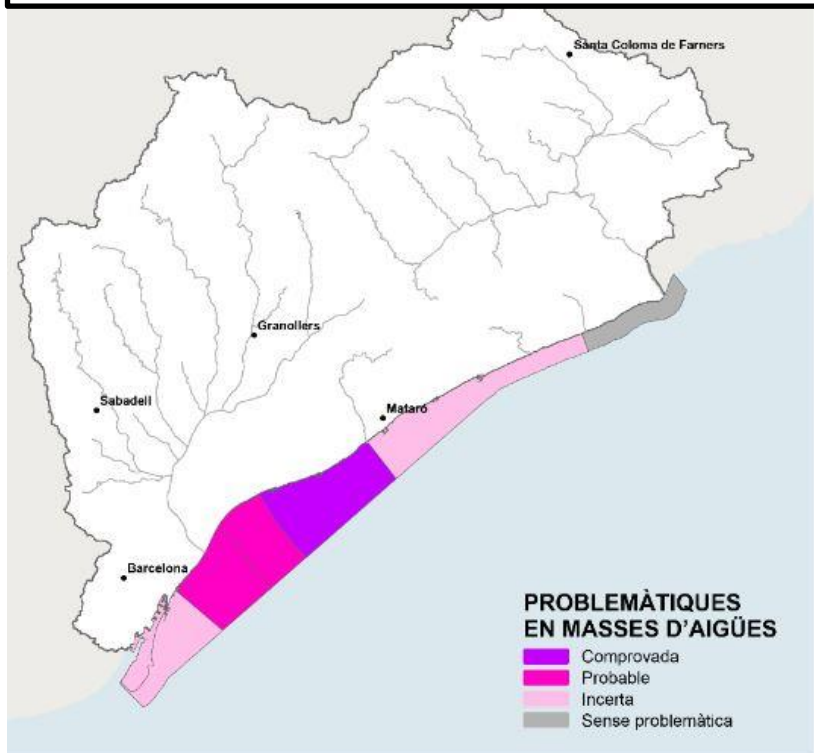 Santa Coloma de Farners
Granollers
Sabadell
Mataró
Barcelona
PROBLEMÀTIQUES
EN MASSES D'AIGÜES
Comprovada
Probable
Incerta
Sense problemàtica